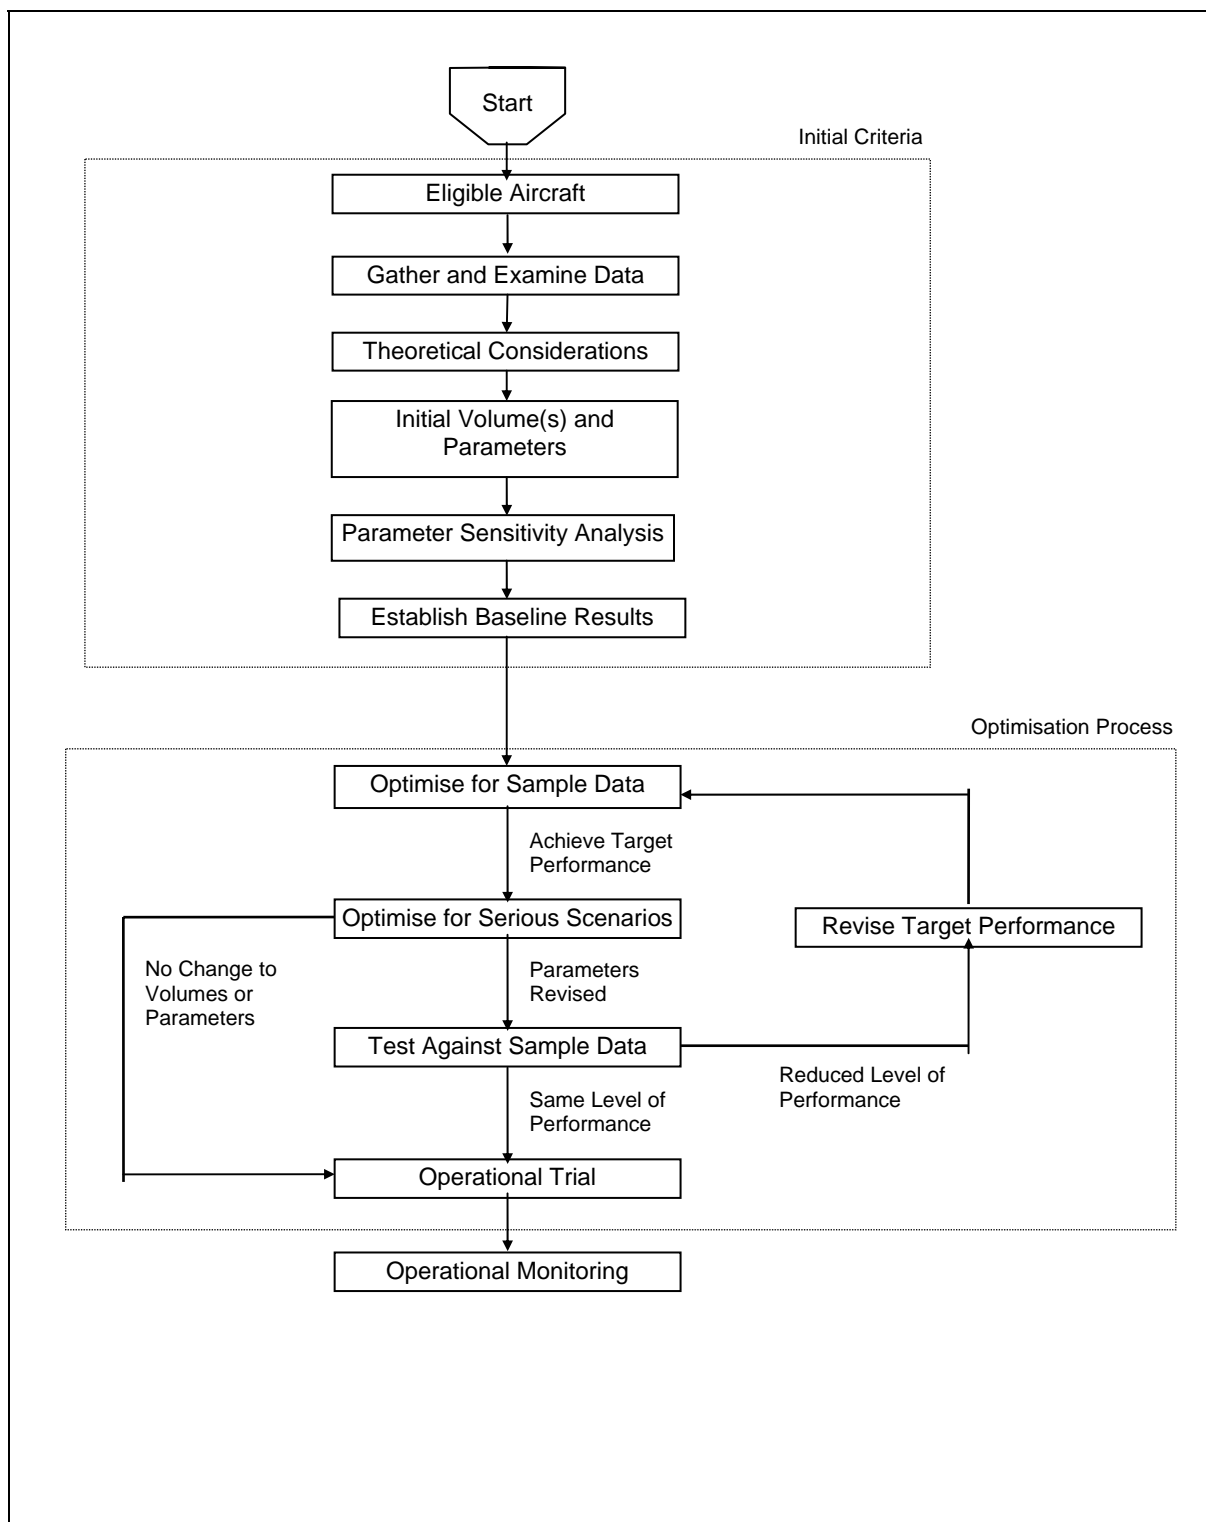 Start
Initial Criteria
Eligible Aircraft
Gather and Examine Data
Theoretical Considerations
Initial Volume(s) and
Parameters
Parameter Sensitivity Analysis
Establish Baseline Results
Optimisation Process
Optimise for Sample Data
Achieve Target
Performance
Optimise for Serious Scenarios
Revise Target Performance
No Change to
Volumes or
Parameters
Parameters
Revised
Test Against Sample Data
Reduced Level of
Performance
Same Level of
Performance
Operational Trial
Operational Monitoring